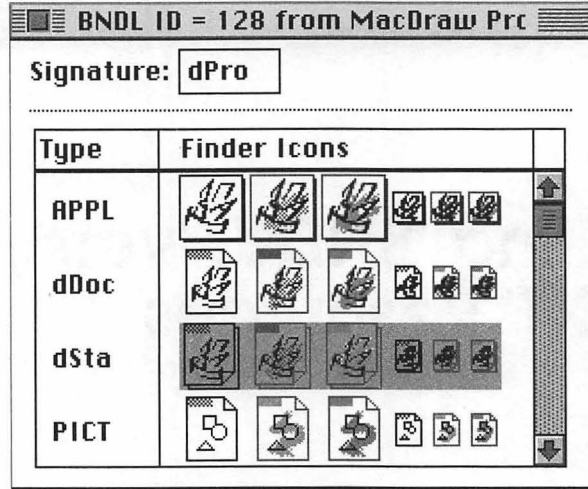 BNDL ID = 128 from MacDraw Prc
Signature: dPro
Type Finder Icons
APPL
dDoc
dSta
PICT